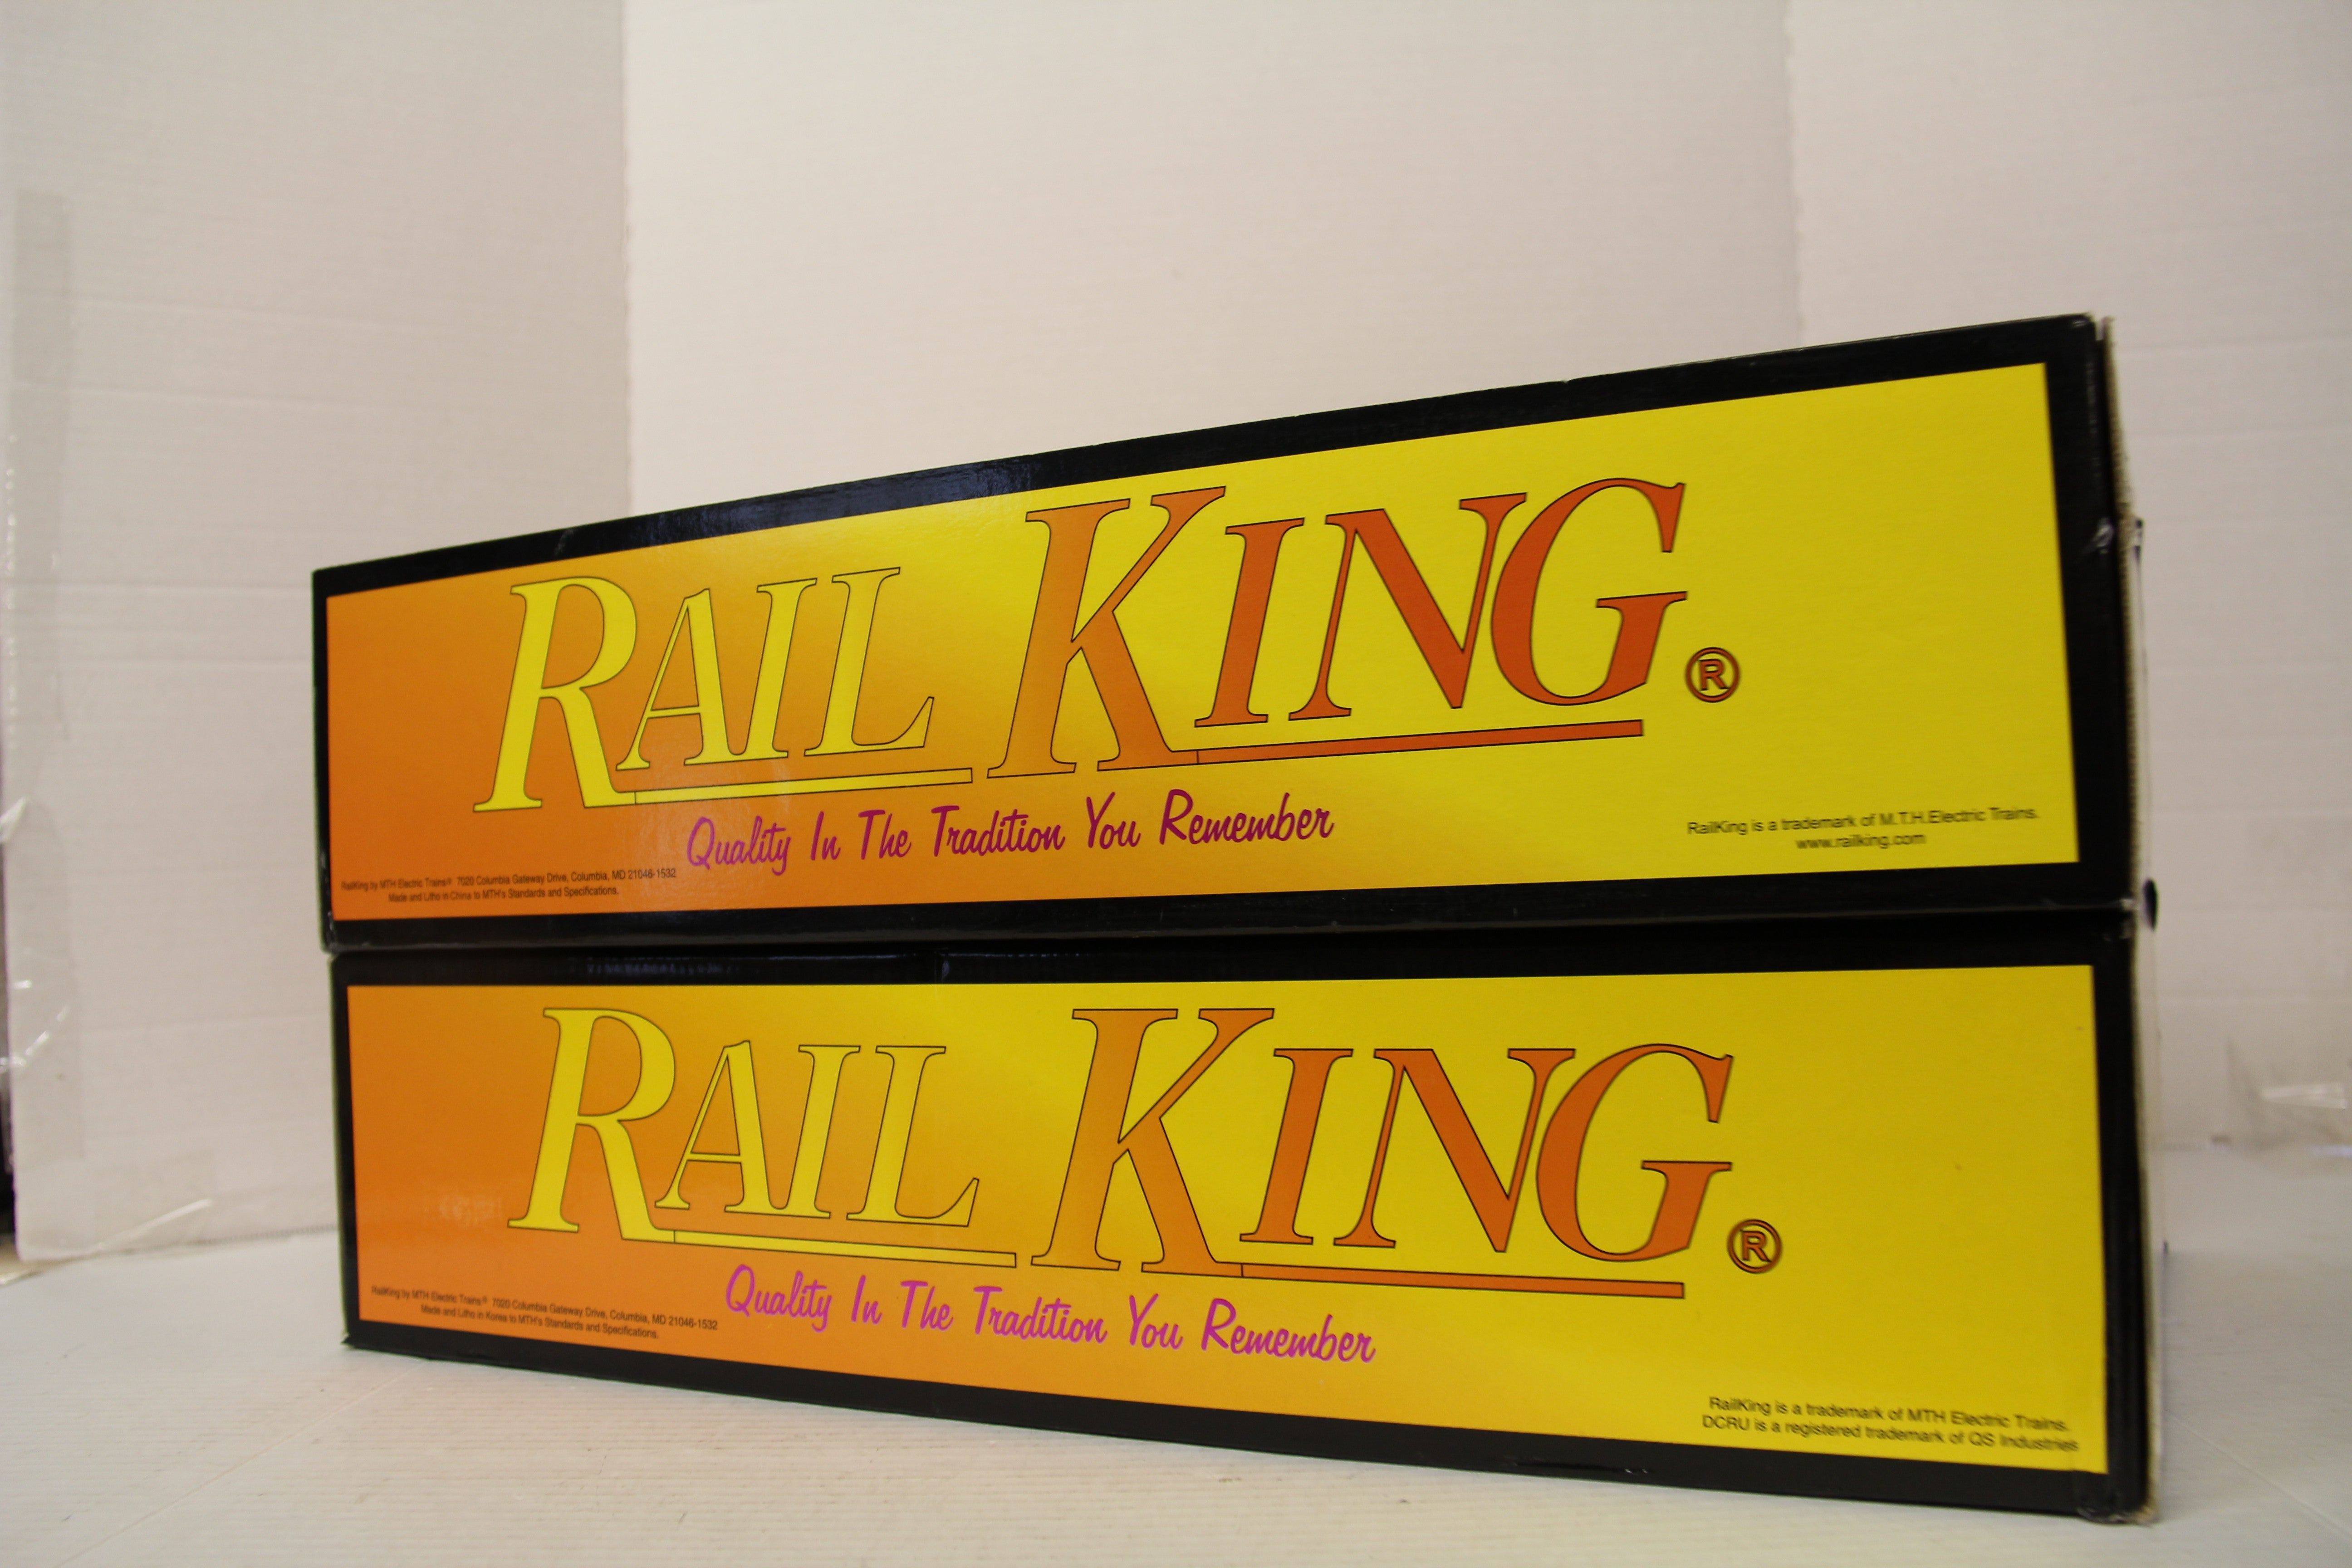 RAIL KING®
Quality In The Tradition You Remember
RailKing is a trademark of M.T.H.Electric Trains.
www.railking.com
RailKing by MTH Electric Trains® 7020 Columbia Gateway Drive, Columbia, MD 21046-1532
Made and Litho in China to MTH's Standards and Specifications.
RAIL KING®
Quality In The Tradition You Remember
RailKing by MTH Electric Trains® 7020 Columbia Gateway Drive, Columbia, MD 21046-1532
Made and Litho in Korea to MTH's Standards and Specifications.
RailKing is a trademark of MTH Electric Trains.
DCRU is a registered trademark of QS Industries